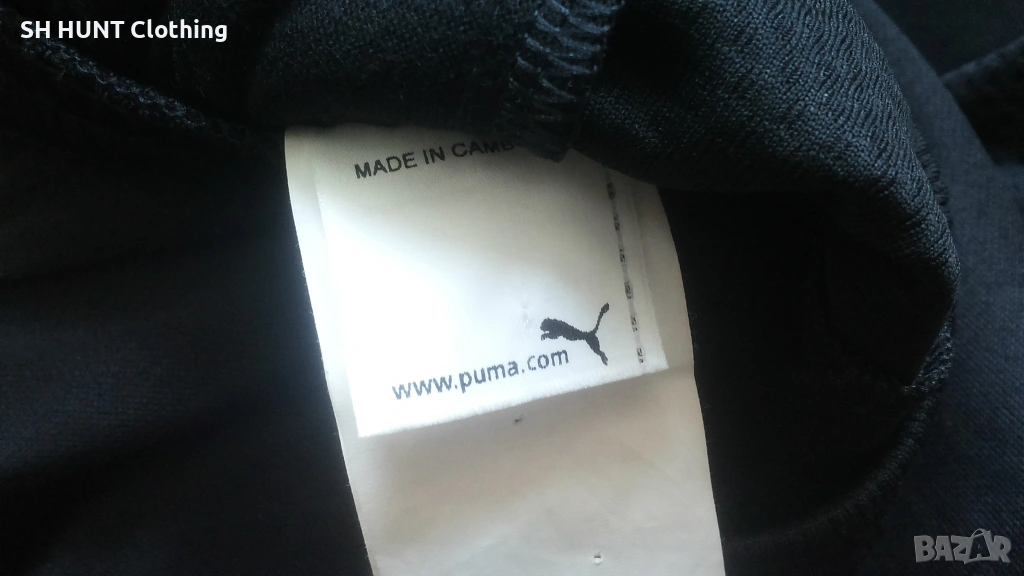 SH HUNT Clothing
MADE IN CAMB
www.puma.com
BAZAR